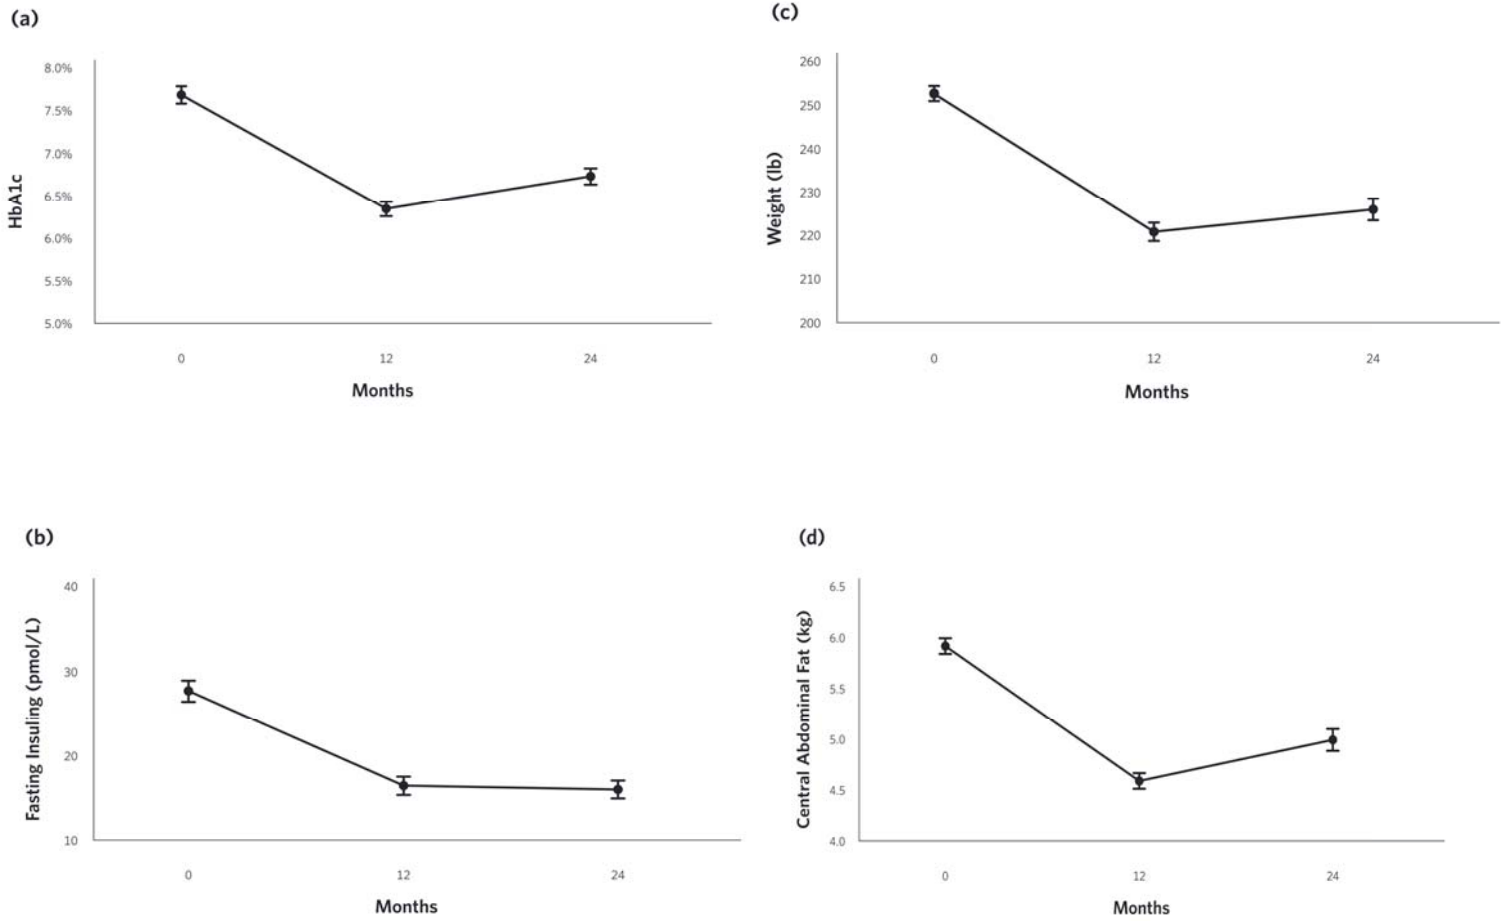 (a)
HbA1c
8.0%
7.5%
7.0%
6.5%
6.0%
5.5%
5.0%
0 12 24
Months
(c)
Weight (lb)
260
250
240
230
220
210
200
0 12 24
Months
(b)
Fasting Insuling (pmol/L)
40
30
20
10
0 12 24
Months
(d)
Central Abdominal Fat (kg)
6.5
6.0
5.5
5.0
4.5
4.0
0 12 24
Months